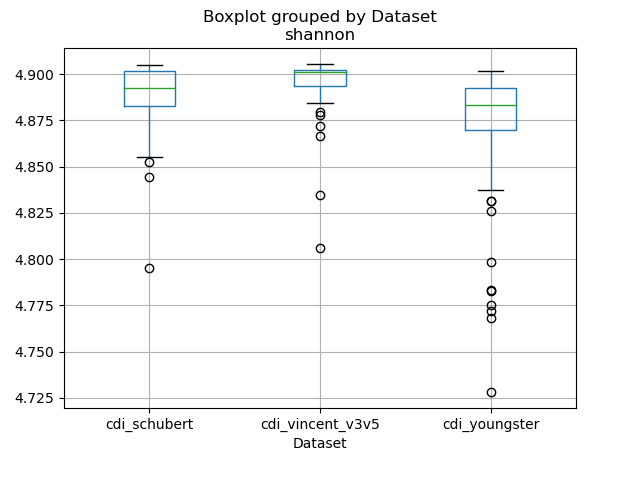 Boxplot grouped by Dataset
shannon
4.900
4.875
4.850
4.825
4.800
4.775
4.750
4.725
cdi_schubert cdi_vincent_v3v5 cdi_youngster
Dataset